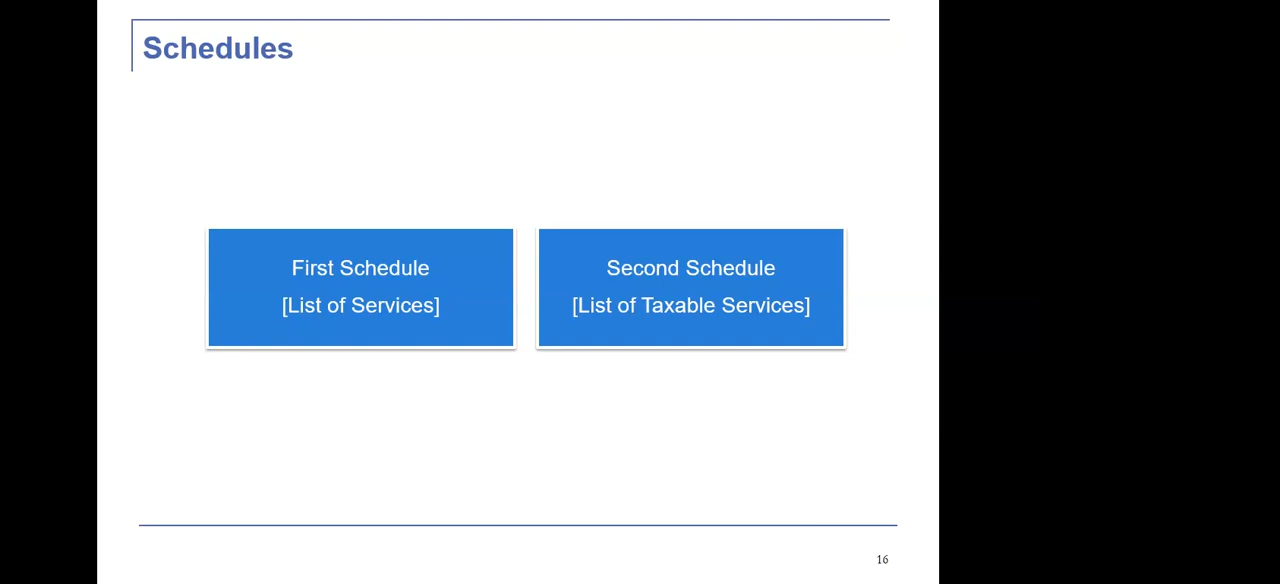 Schedules
First Schedule
[List of Services]
Second Schedule
[List of Taxable Services]
16